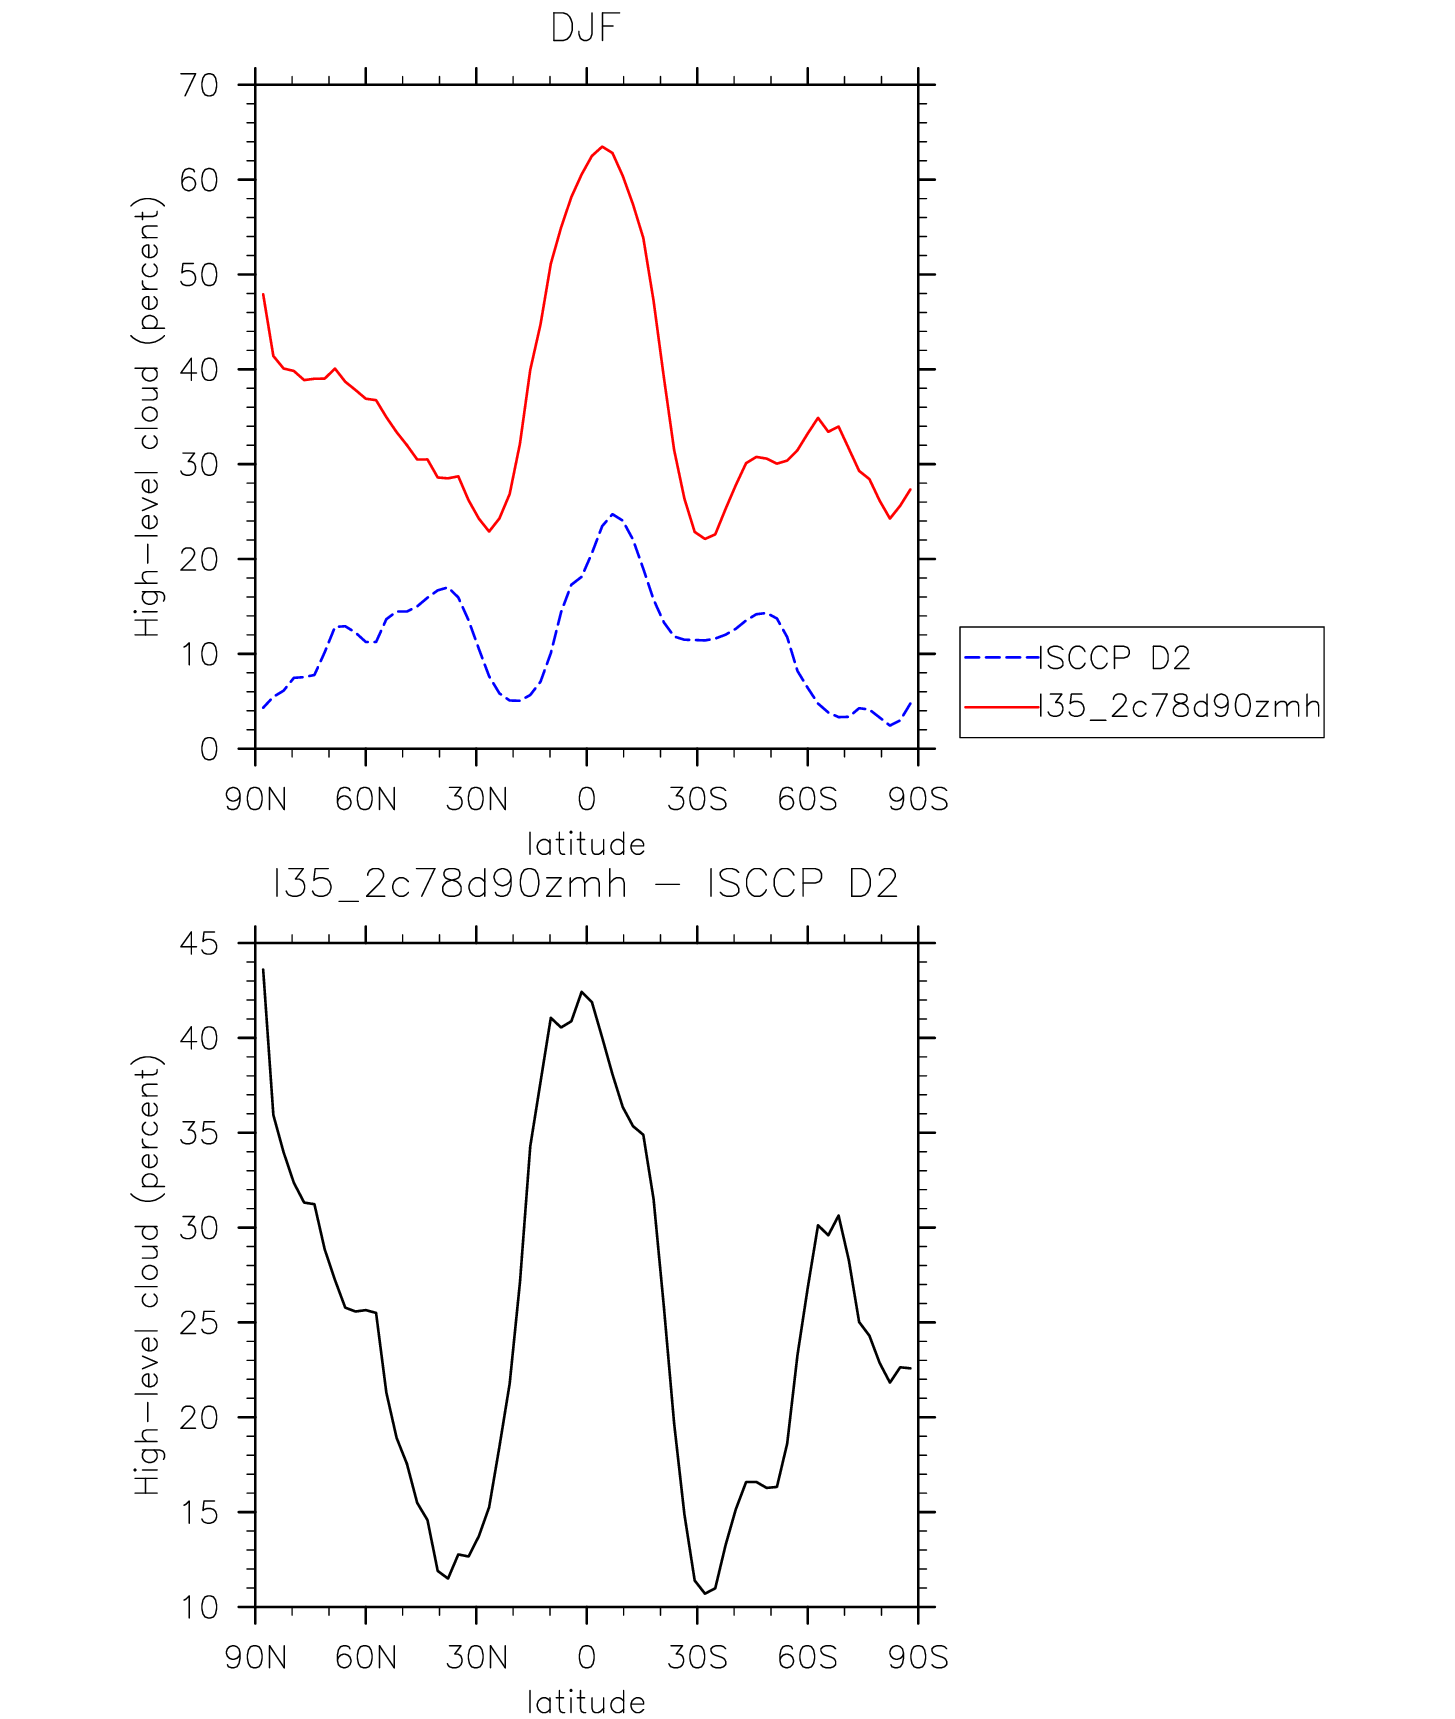 DJF
High-level cloud (percent)
70
60
50
40
30
20
10
0
90N 60N 30N 0 30S 60S 90S
latitude
ISCCP D2
I35_2c78d90zmh
I35_2c78d90zmh - ISCCP D2
High-level cloud (percent)
45
40
35
30
25
20
15
10
90N 60N 30N 0 30S 60S 90S
latitude